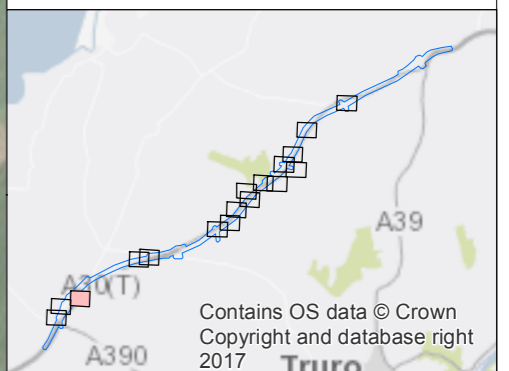 A39
A30(T)
Contains OS data © Crown
Copyright and database right
2017
A390
Truro